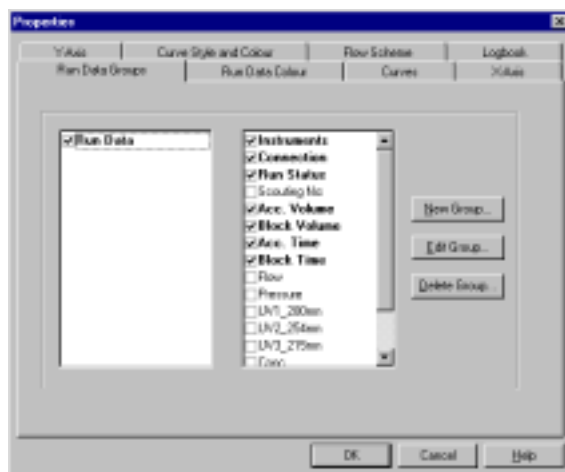 Properties
Y-Axis
Curve Style and Colour
Flow Scheme
Logbook
Run Data Groups
Run Data Colour
Curves
X-Axis
Run Data
Instruments
Connection
Run Status
Scouting No
Acc. Volume
Block Volume
Acc. Time
Block Time
Flow
Pressure
UV1_280nm
UV2_254nm
UV3_215nm
Conc
New Group...
Edit Group...
Delete Group...
OK
Cancel
Help